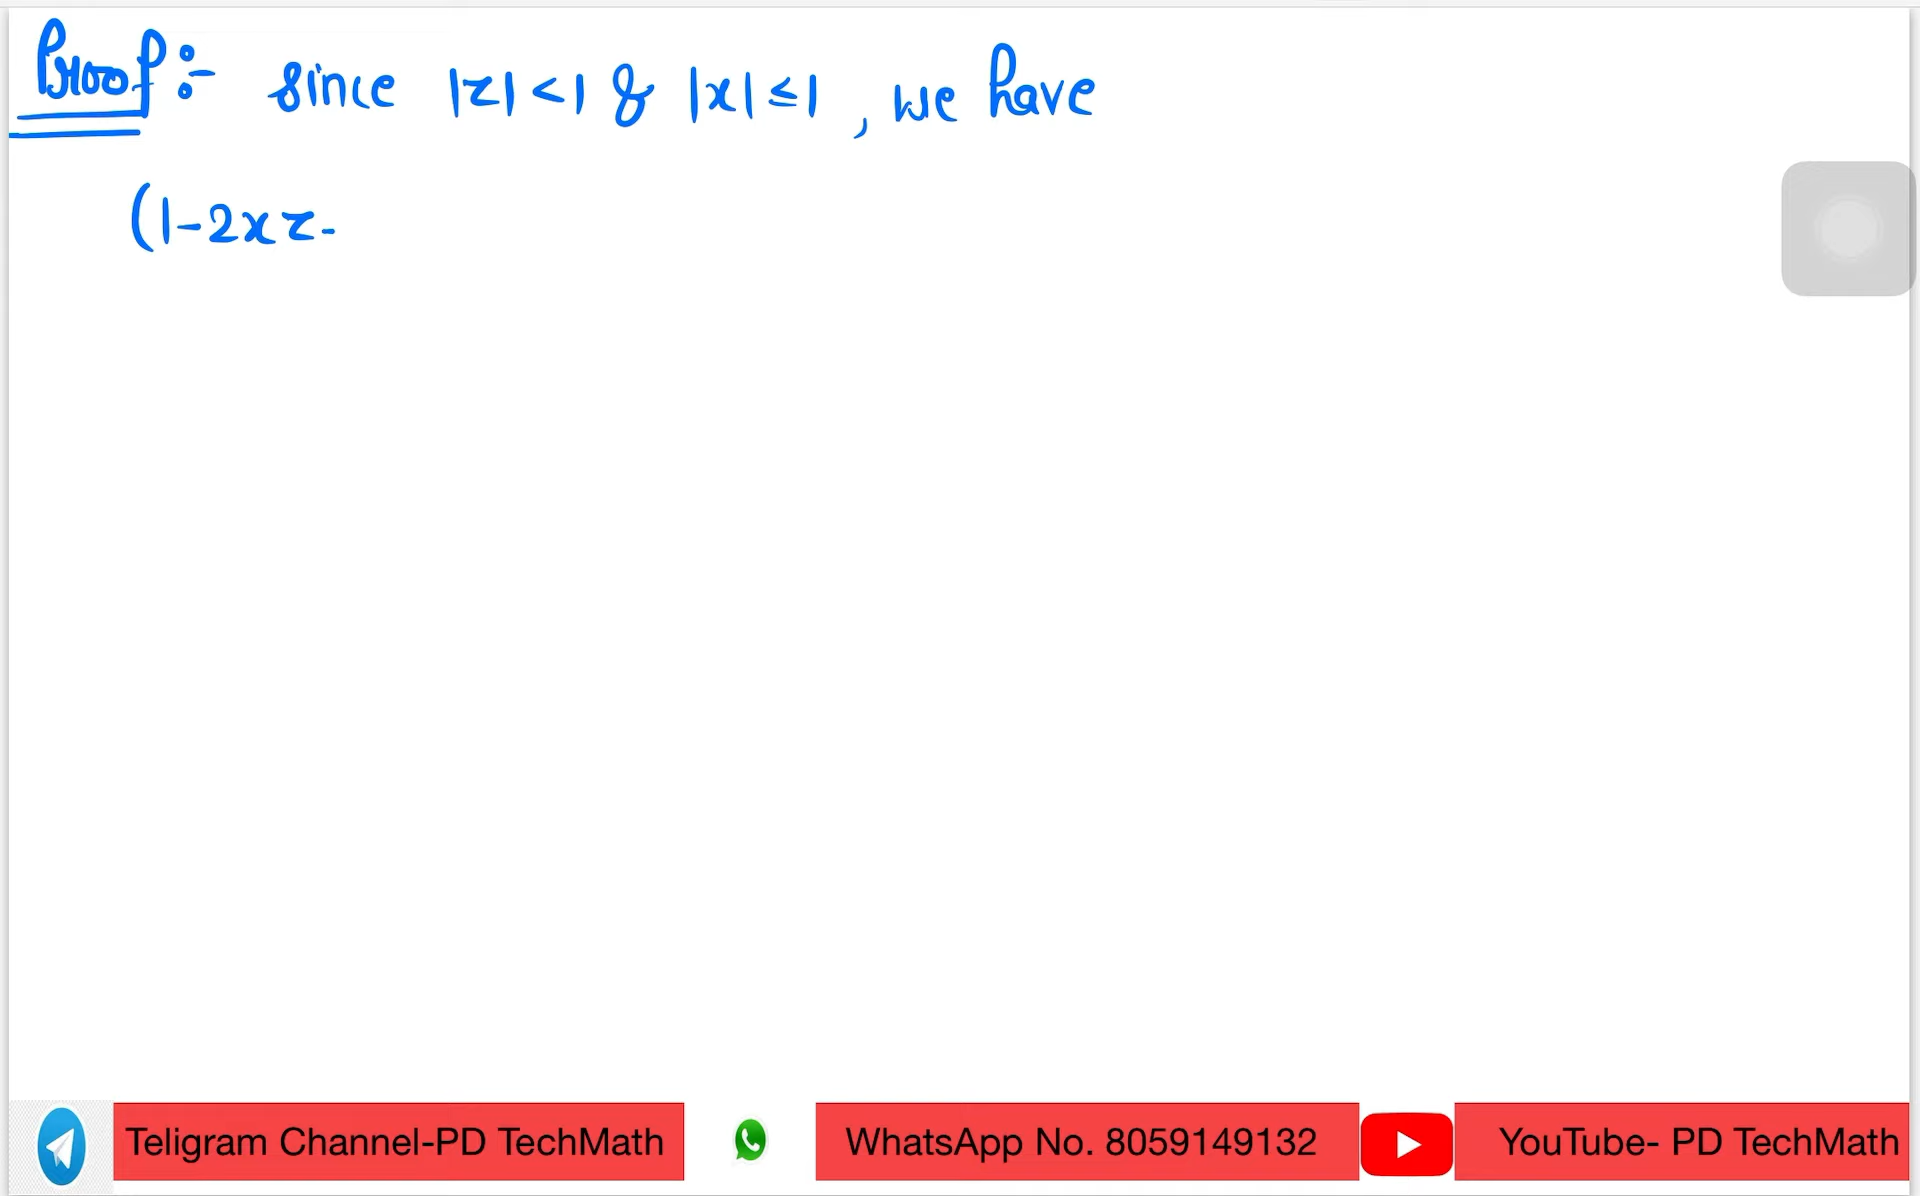 Proof :- since |z| < 1 & |x| ≤ 1, we have
(1-2xz-
Teligram Channel-PD TechMath WhatsApp No. 8059149132 YouTube- PD TechMath